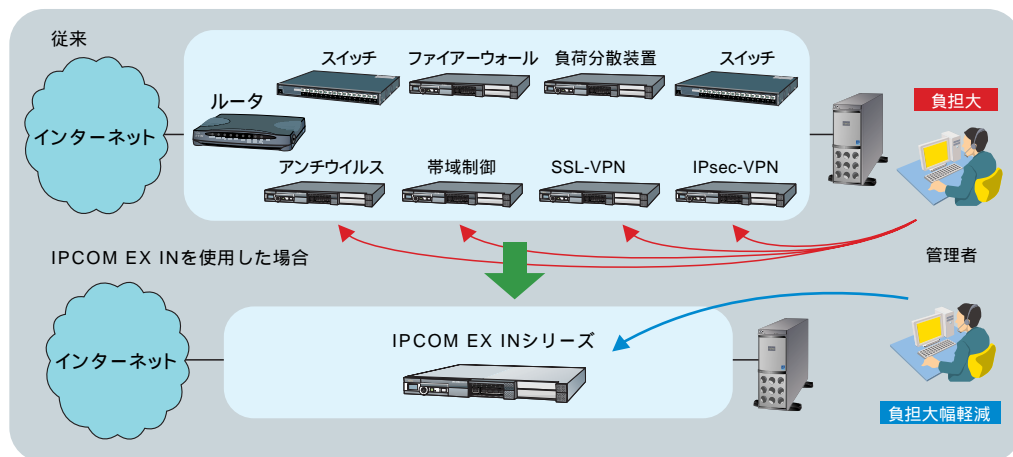 従来
スイッチ
ファイアーウォール
負荷分散装置
スイッチ
ルータ
インターネット
負担大
アンチウイルス
帯域制御
SSL-VPN
IPsec-VPN
管理者
IPCOM EX INを使用した場合
IPCOM EX INシリーズ
インターネット
負担大幅軽減